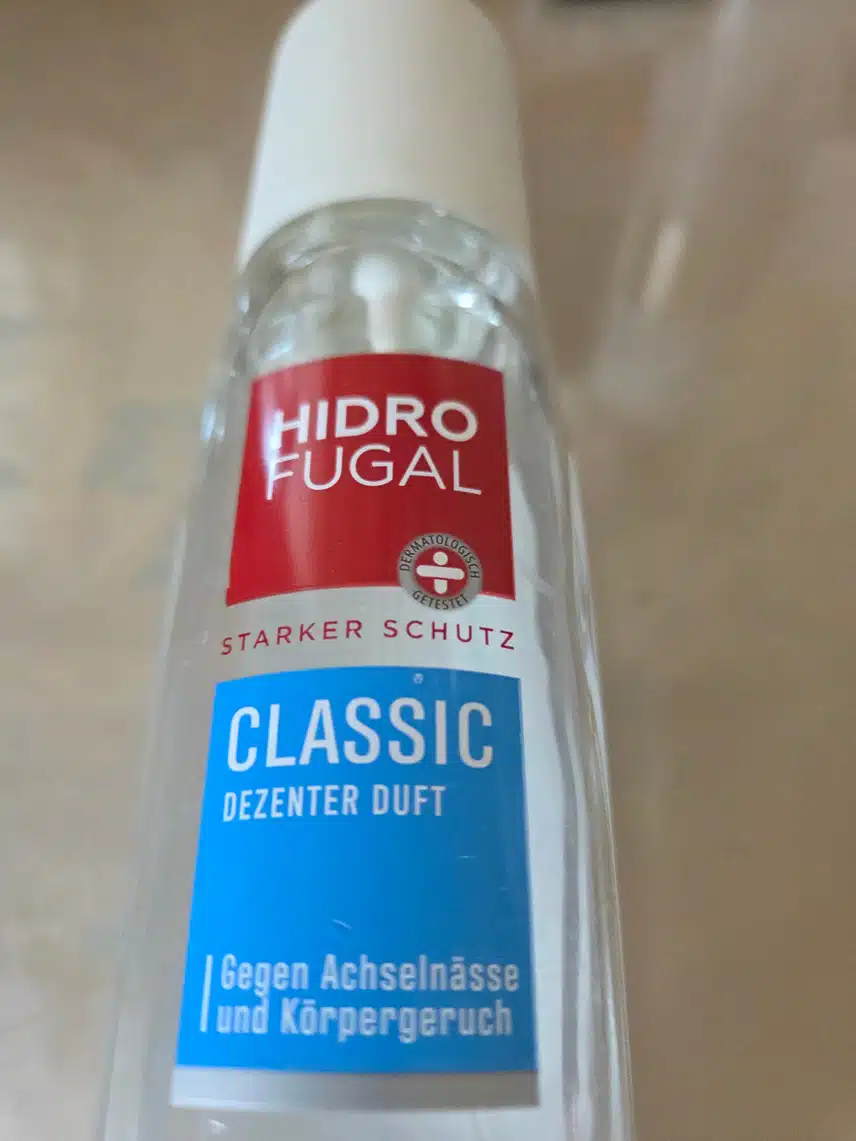 HIDRO
FUGAL
DERMATOLOGISCH
GETESTET
STARKER SCHUTZ
®
CLASSIC
DEZENTER DUFT
Gegen Achselnässe
und Körpergeruch